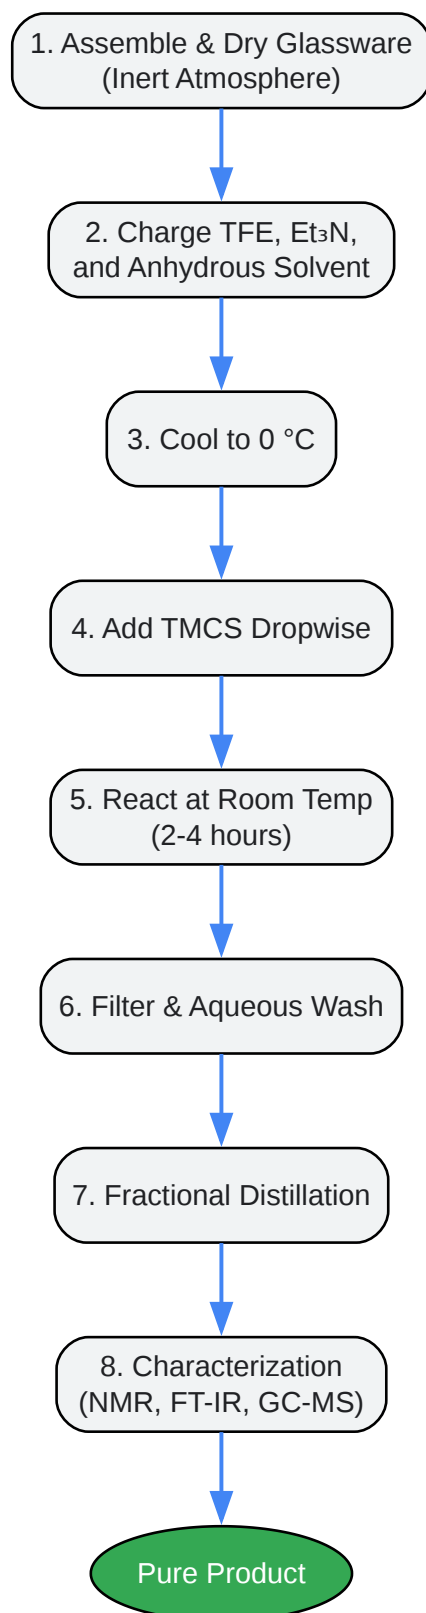 1. Assemble & Dry Glassware
(Inert Atmosphere)
2. Charge TFE, Et₃N,
and Anhydrous Solvent
3. Cool to 0 °C
4. Add TMCS Dropwise
5. React at Room Temp
(2-4 hours)
6. Filter & Aqueous Wash
7. Fractional Distillation
8. Characterization
(NMR, FT-IR, GC-MS)
Pure Product